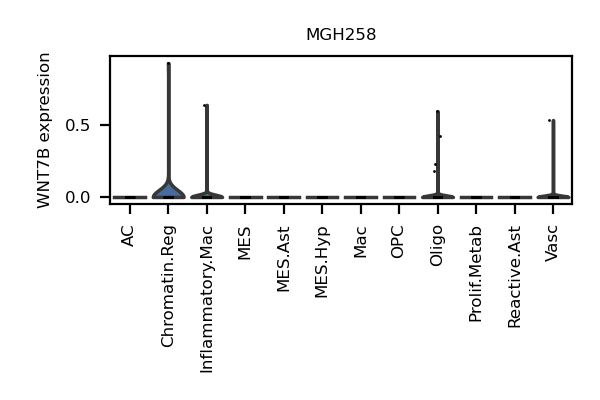 MGH258
WNT7B expression
0.5
0.0
AC
Chromatin.Reg
Inflammatory.Mac
MES
MES.Ast
MES.Hyp
Mac
OPC
Oligo
Prolif.Metab
Reactive.Ast
Vasc